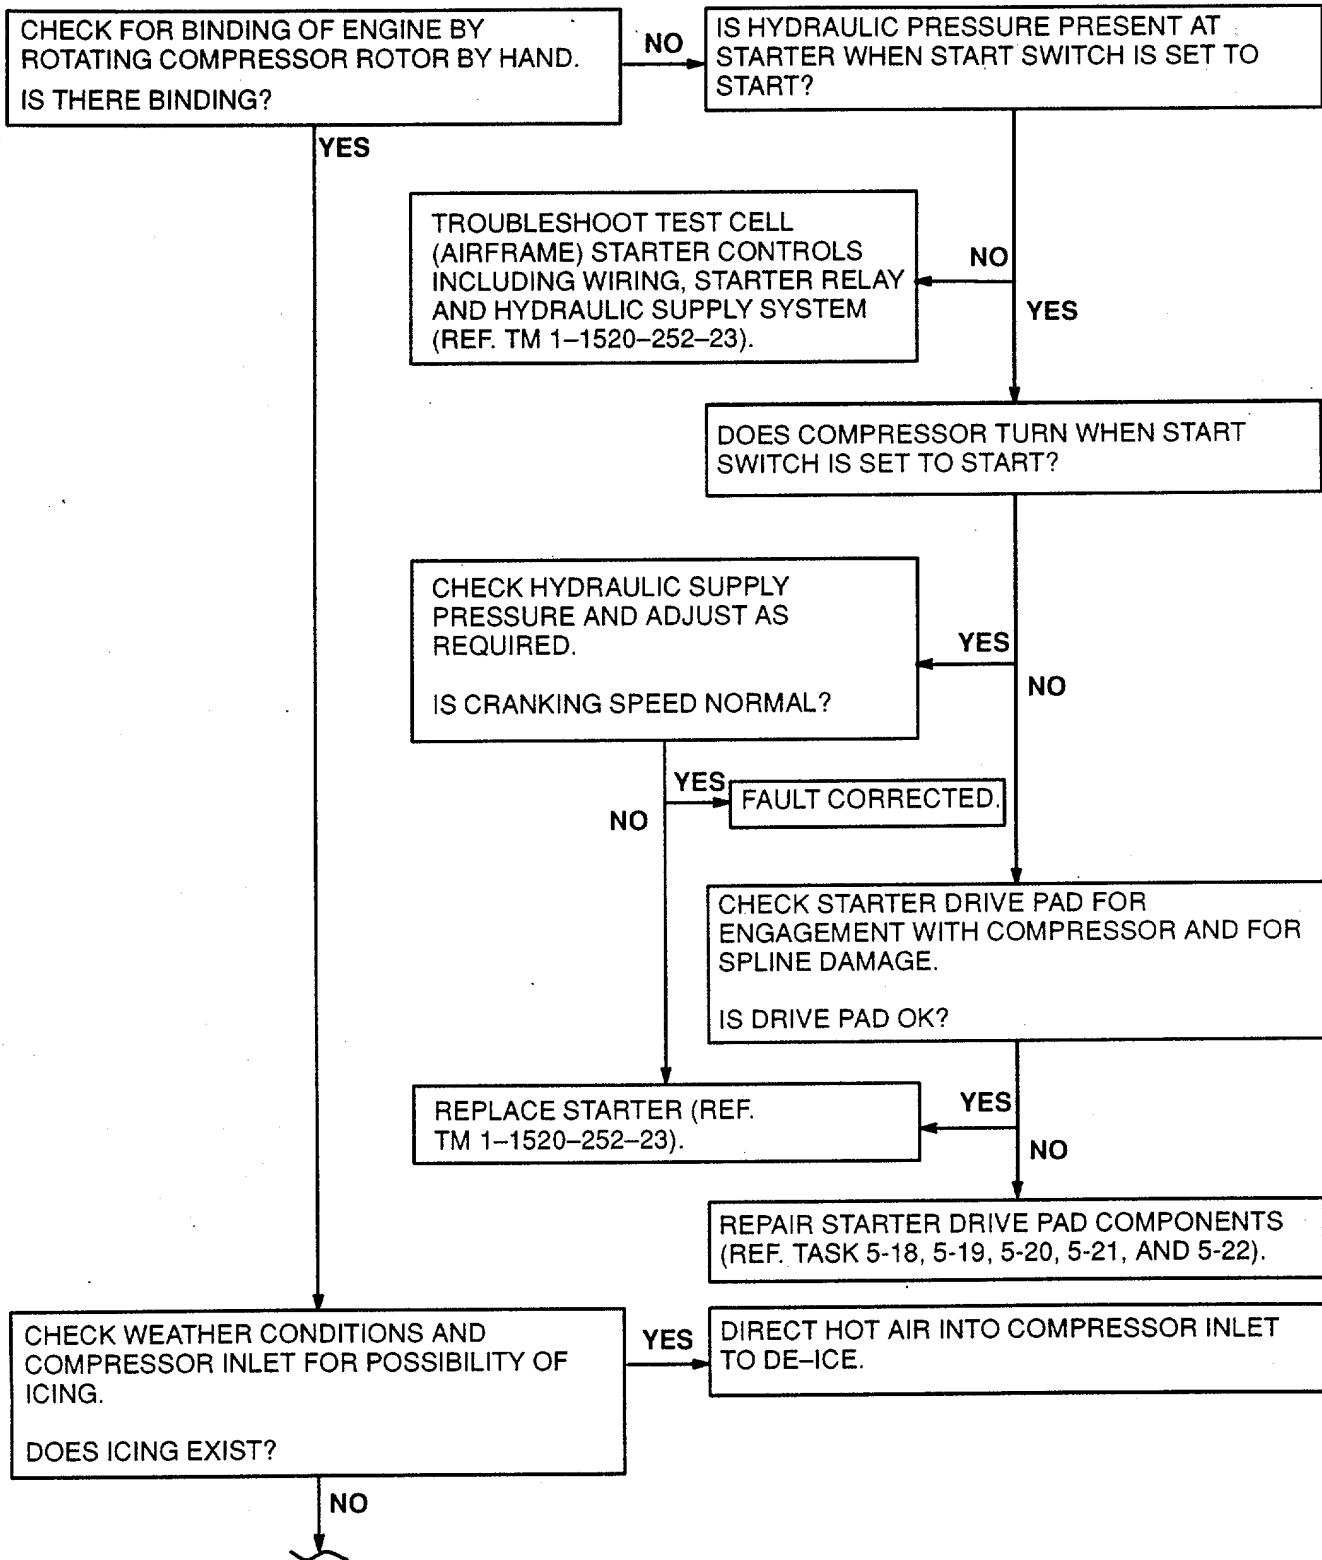 CHECK FOR BINDING OF ENGINE BY
ROTATING COMPRESSOR ROTOR BY HAND.
IS THERE BINDING?
NO
IS HYDRAULIC PRESSURE PRESENT AT
STARTER WHEN START SWITCH IS SET TO
START?
YES
TROUBLESHOOT TEST CELL
(AIRFRAME) STARTER CONTROLS
INCLUDING WIRING, STARTER RELAY
AND HYDRAULIC SUPPLY SYSTEM
(REF. TM 1–1520–252–23).
NO
YES
DOES COMPRESSOR TURN WHEN START
SWITCH IS SET TO START?
CHECK HYDRAULIC SUPPLY
PRESSURE AND ADJUST AS
REQUIRED.
IS CRANKING SPEED NORMAL?
YES
NO
YES
FAULT CORRECTED.
NO
CHECK STARTER DRIVE PAD FOR
ENGAGEMENT WITH COMPRESSOR AND FOR
SPLINE DAMAGE.
IS DRIVE PAD OK?
REPLACE STARTER (REF.
TM 1–1520–252–23).
YES
NO
REPAIR STARTER DRIVE PAD COMPONENTS
(REF. TASK 5-18, 5-19, 5-20, 5-21, AND 5-22).
CHECK WEATHER CONDITIONS AND
COMPRESSOR INLET FOR POSSIBILITY OF
ICING.
DOES ICING EXIST?
YES
DIRECT HOT AIR INTO COMPRESSOR INLET
TO DE–ICE.
NO